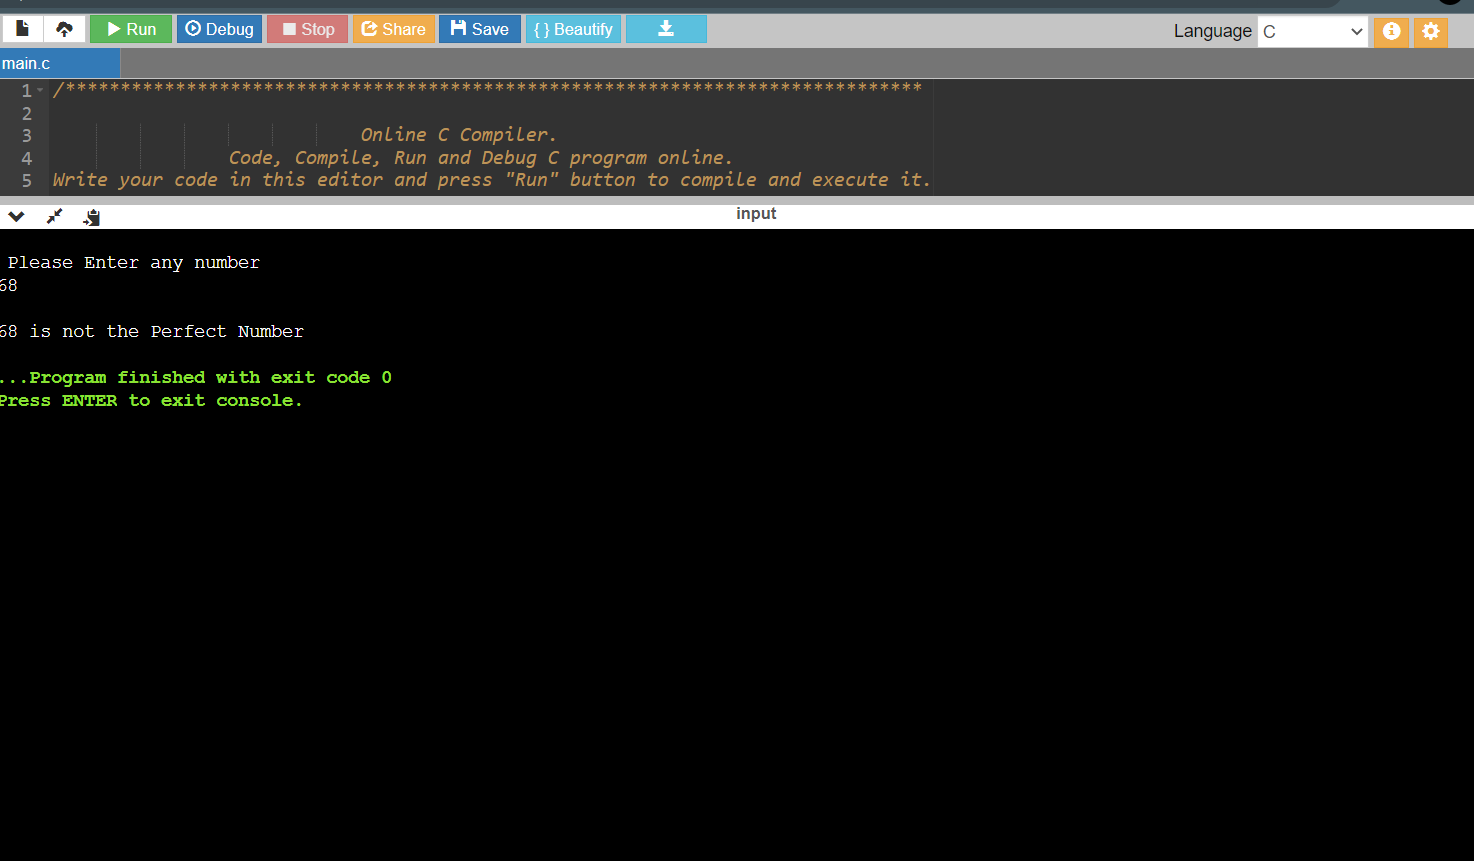 Run Debug Stop Share Save { } Beautify Language C
main.c
1 /******************************************************************************
2
3 Online C Compiler.
4 Code, Compile, Run and Debug C program online.
5 Write your code in this editor and press "Run" button to compile and execute it.
input
Please Enter any number
68
68 is not the Perfect Number
...Program finished with exit code 0
Press ENTER to exit console.